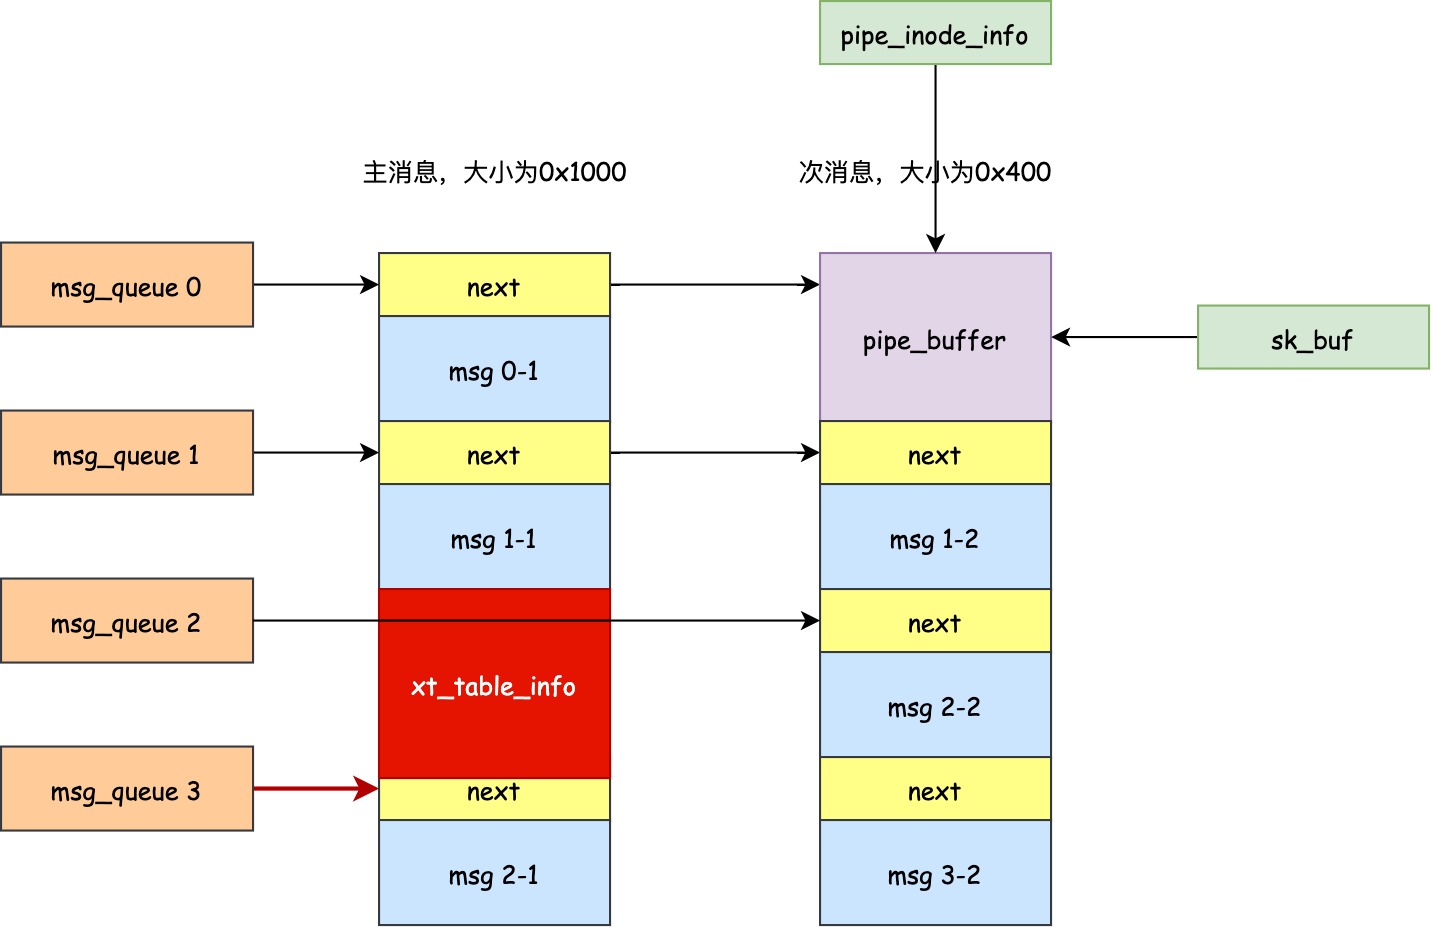 pipe_inode_info
主消息，大小为0x1000
次消息，大小为0x400
msg_queue 0
next
pipe_buffer
sk_buf
msg 0-1
msg_queue 1
next
next
msg 1-1
msg 1-2
msg_queue 2
next
xt_table_info
msg 2-2
msg_queue 3
next
next
msg 2-1
msg 3-2